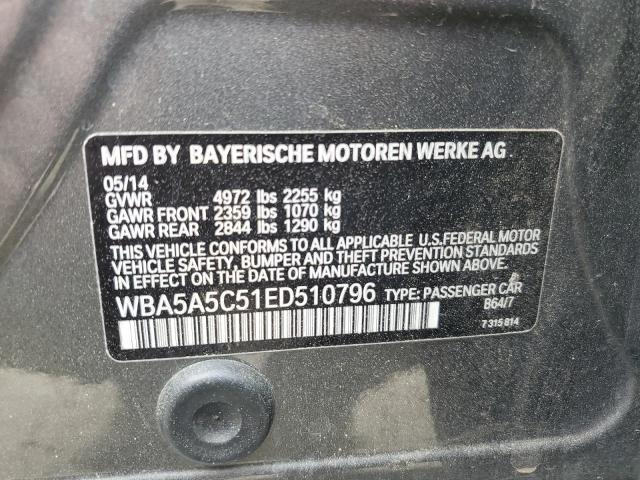 MFD BY BAYERISCHE MOTOREN WERKE AG
05/14
GVWR 4972 lbs 2255 kg
GAWR FRONT 2359 lbs 1070 kg
GAWR REAR 2844 lbs 1290 kg
THIS VEHICLE CONFORMS TO ALL APPLICABLE U.S.FEDERAL MOTOR
VEHICLE SAFETY, BUMPER AND THEFT PREVENTION STANDARDS
IN EFFECT ON THE DATE OF MANUFACTURE SHOWN ABOVE.
WBA5A5C51ED510796 TYPE: PASSENGER CAR
B64/7
7 315 814